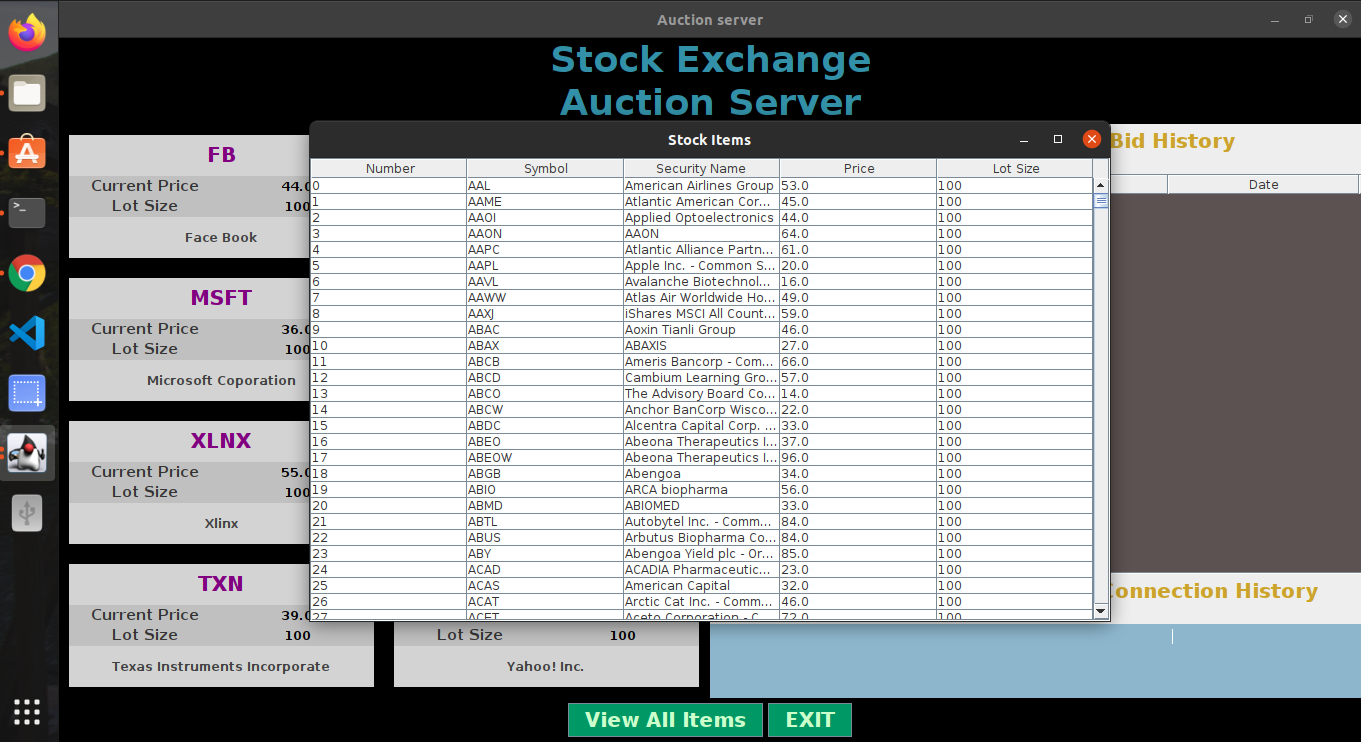 Auction server
Stock Exchange
Auction Server
FB
Current Price 44.0
Lot Size 100
Face Book
MSFT
Current Price 36.0
Lot Size 100
Microsoft Coporation
XLNX
Current Price 55.0
Lot Size 100
Xlinx
TXN
Current Price 39.0
Lot Size 100
Texas Instruments Incorporate
Lot Size 100
Yahoo! Inc.
Stock Items
Number Symbol Security Name Price Lot Size
0 AAL American Airlines Group 53.0 100
1 AAME Atlantic American Cor... 45.0 100
2 AAOI Applied Optoelectronics 44.0 100
3 AAON AAON 64.0 100
4 AAPC Atlantic Alliance Partn... 61.0 100
5 AAPL Apple Inc. - Common S... 20.0 100
6 AAVL Avalanche Biotechnol... 16.0 100
7 AAWW Atlas Air Worldwide Ho... 49.0 100
8 AAXJ iShares MSCI All Count... 59.0 100
9 ABAC Aoxin Tianli Group 46.0 100
10 ABAX ABAXIS 27.0 100
11 ABCB Ameris Bancorp - Com... 66.0 100
12 ABCD Cambium Learning Gro... 57.0 100
13 ABCO The Advisory Board Co... 14.0 100
14 ABCW Anchor BanCorp Wisco... 22.0 100
15 ABDC Alcentra Capital Corp. ... 33.0 100
16 ABEO Abeona Therapeutics I... 37.0 100
17 ABEOW Abeona Therapeutics I... 96.0 100
18 ABGB Abengoa 34.0 100
19 ABIO ARCA biopharma 56.0 100
20 ABMD ABIOMED 33.0 100
21 ABTL Autobytel Inc. - Comm... 84.0 100
22 ABUS Arbutus Biopharma Co... 84.0 100
23 ABY Abengoa Yield plc - Or... 85.0 100
24 ACAD ACADIA Pharmaceutic... 23.0 100
25 ACAS American Capital 32.0 100
26 ACAT Arctic Cat Inc. - Comm... 46.0 100
27 ACET Aceto Corporation - C... 72.0 100
Bid History
Date
onnection History
View All Items EXIT